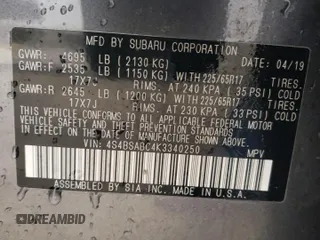 MFD. BY SUBARU CORPORATION 04/19
GVWR: 4695 LB ( 2130 KG)
GAWR:F 2535 LB ( 1150 KG) WITH 225/65R17 TIRES,
17X7J RIMS, AT 240 KPA ( 35 PSI) COLD
GAWR:R 2645 LB ( 1200 KG) WITH 225/65R17 TIRES,
17X7J RIMS, AT 230 KPA ( 33 PSI) COLD
THIS VEHICLE CONFORMS TO ALL APPLICABLE
FEDERAL MOTOR VEHICLE SAFETY, BUMPER,
AND THEFT PREVENTION STANDARDS IN EFFECT ON THE
DATE OF MANUFACTURE SHOWN ABOVE.
VIN: 4S4BSABC4K3340250 MPV
ASSEMBLED BY SIA INC. MADE IN U.S.A.
DREAMBID